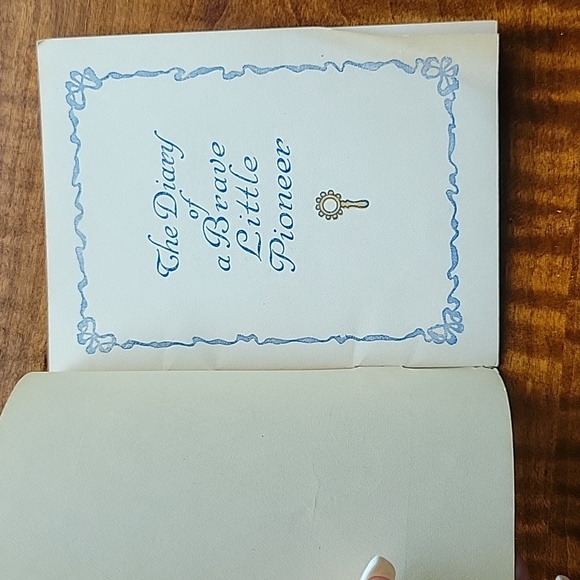 The Diary
of
a Brave
Little
Pioneer